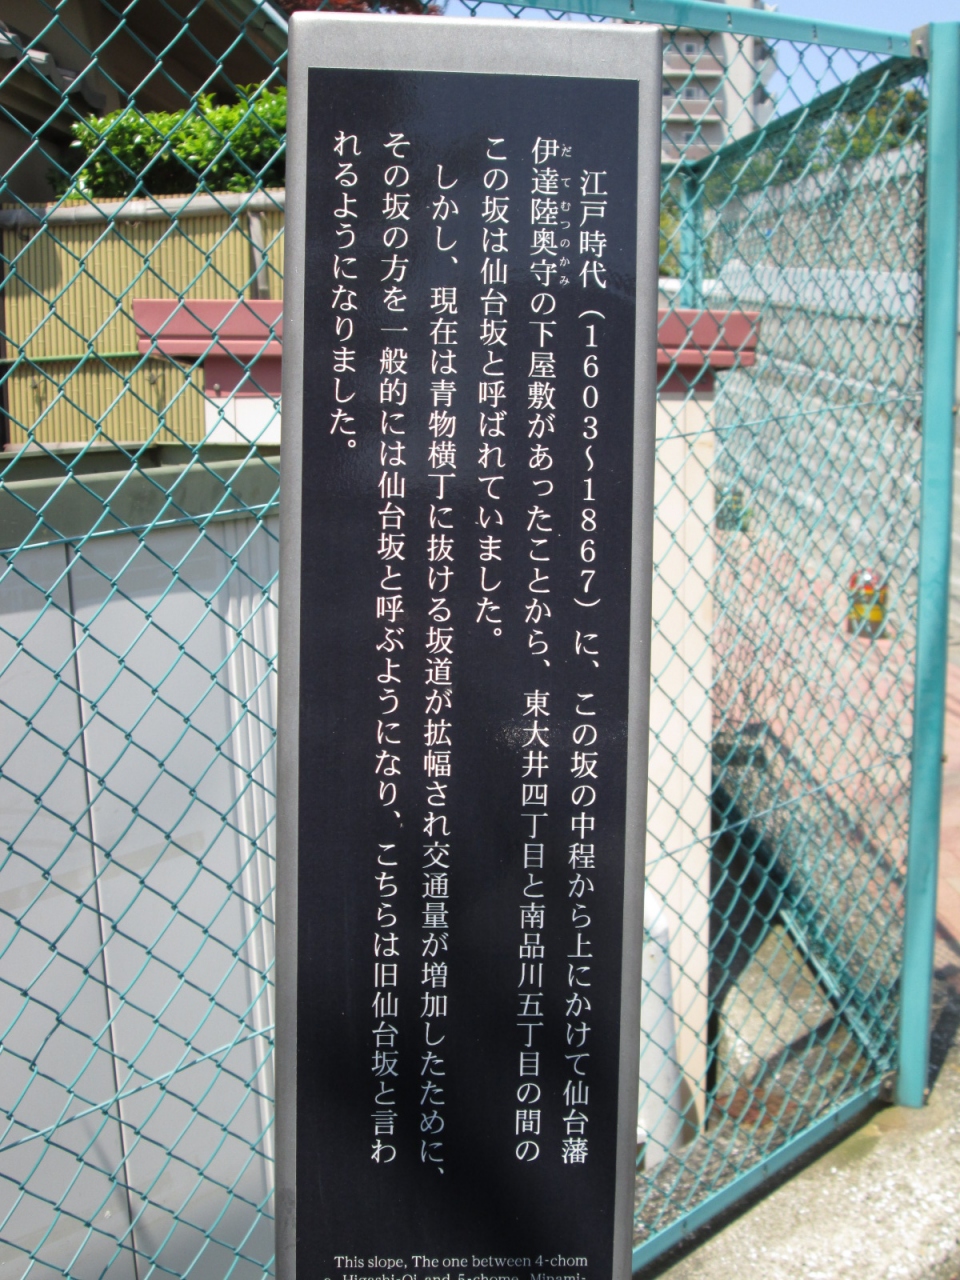 江戸時代（1603〜1867）に、この坂の中程から上にかけて仙台藩
だてむつのかみ
伊達陸奥守の下屋敷があったことから、東大井四丁目と南品川五丁目の間の
この坂は仙台坂と呼ばれていました。
しかし、現在は青物横丁に抜ける坂道が拡幅され交通量が増加したために、
その坂の方を一般的には仙台坂と呼ぶようになり、こちらは旧仙台坂と言わ
れるようになりました。
This slope, The one between 4-chom
e, Higashi-Oi and 5-chome, Minami-